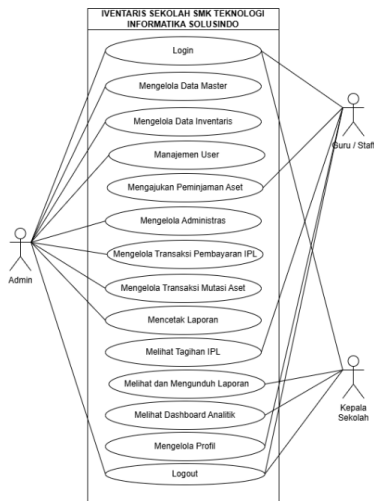 IVENTARIS SEKOLAH SMK TEKNOLOGI
INFORMATIKA SOLUSINDO
Login
Mengelola Data Master
Mengelola Data Inventaris
Manajemen User
Mengajukan Peminjaman Aset
Mengelola Administras
Mengelola Transaksi Pembayaran IPL
Mengelola Transaksi Mutasi Aset
Mencetak Laporan
Melihat Tagihan IPL
Melihat dan Mengunduh Laporan
Melihat Dashboard Analitik
Mengelola Profil
Logout
Admin
Guru / Staff
Kepala
Sekolah